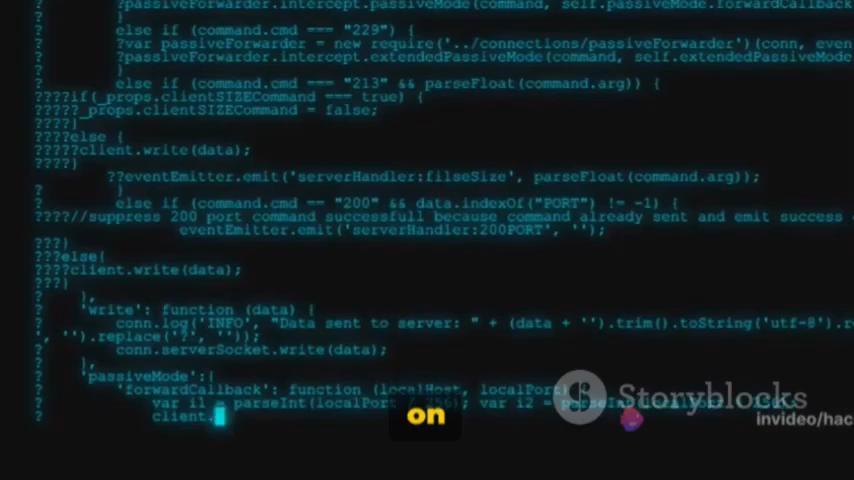 ?passiveForwarder.intercept.passiveMode(command, self.passiveMode.forwardCallback
? }
? else if (command.cmd === "229") {
? ?var passiveForwarder = new require('../connections/passiveForwarder')(conn, even
? ?passiveForwarder.intercept.extendedPassiveMode(command, self.extendedPassiveMode
? }
? else if (command.cmd === "213" && parseFloat(command.arg)) {
????if(_props.clientSIZECommand === true) {
?????_props.clientSIZECommand = false;
????}
????else {
?????client.write(data);
????}
??eventEmitter.emit('serverHandler:filseSize', parseFloat(command.arg));
? }
? else if (command.cmd == "200" && data.indexOf("PORT") != -1) {
????//suppress 200 port command successfull because command already sent and emit success
eventEmitter.emit('serverHandler:200PORT', '');
???}
???else{
????client.write(data);
???}
? },
? 'write': function (data) {
? conn.log('INFO', "Data sent to server: " + (data + '').trim().toString('utf-8').re
', '').replace('?', ''));
? conn.serverSocket.write(data);
? },
? 'passiveMode':{
? 'forwardCallback': function (localHost, localPort)
? var i1 = parseInt(localPort / 256); var i2 =
? client.
on
Storyblocks
invideo/hac